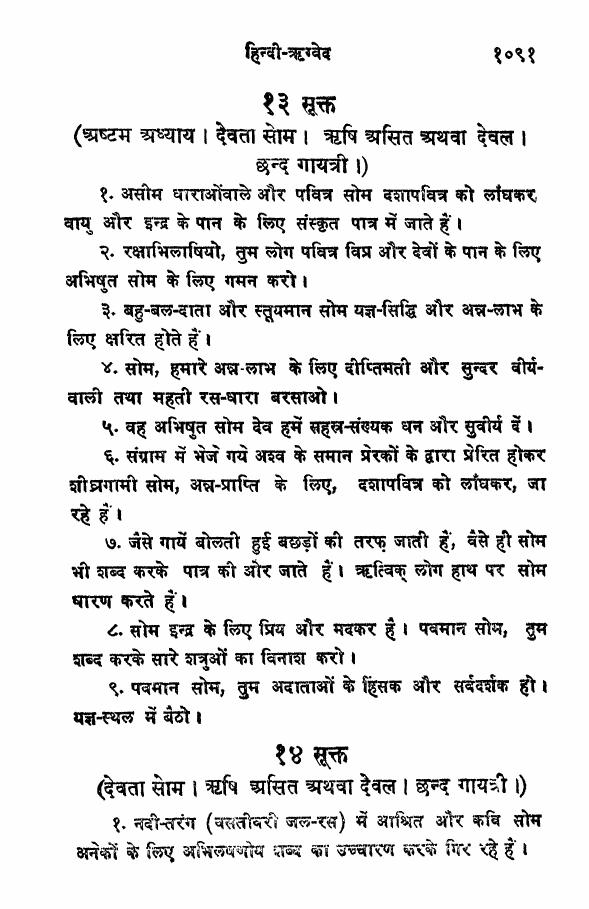 हिन्दी-ऋग्वेद १०९१
१३ सूक्त
(अष्टम अध्याय। देवता सोम। ऋषि असित अथवा देवल।
छन्द गायत्री।)
१. असीम धाराओंवाले और पवित्र सोम दशापवित्र को लाँघकर
वायु और इन्द्र के पान के लिए संस्कृत पात्र में जाते हैं।
२. रक्षाभिलाषियो, तुम लोग पवित्र विप्र और देवों के पान के लिए
अभिषुत सोम के लिए गमन करो।
३. बहु-बल-दाता और स्तूयमान सोम यज्ञ-सिद्धि और अन्न-लाभ के
लिए क्षरित होते हैं।
४. सोम, हमारे अन्न-लाभ के लिए दीप्तिमती और सुन्दर वीर्य-
वाली तथा महती रस-धारा बरसाओ।
५. वह अभिषुत सोम देव हमें सहस्र-संख्यक धन और सुवीर्य दें।
६. संग्राम में भेजे गये अश्व के समान प्रेरकों के द्वारा प्रेरित होकर
शीघ्रगामी सोम, अन्न-प्राप्ति के लिए, दशापवित्र को लाँघकर, जा
रहे हैं।
७. जैसे गायें बोलती हुई बछड़ों की तरफ़ जाती हैं, वैसे ही सोम
भी शब्द करके पात्र की ओर जाते हैं। ऋत्विक् लोग हाथ पर सोम
धारण करते हैं।
८. सोम इन्द्र के लिए प्रिय और मदकर हैं। पवमान सोम, तुम
शब्द करके सारे शत्रुओं का विनाश करो।
९. पवमान सोम, तुम अदाताओं के हिंसक और सर्वदर्शक हो।
यज्ञ-स्थल में बैठो।
१४ सूक्त
(देवता सोम। ऋषि असित अथवा देवल। छन्द गायत्री।)
१. नदी-तरंग (वसतीवरी जल-रस) में आश्रित और कवि सोम
अनेकों के लिए अभिलषणीय शब्द का उच्चारण करके गिर रहे हैं।